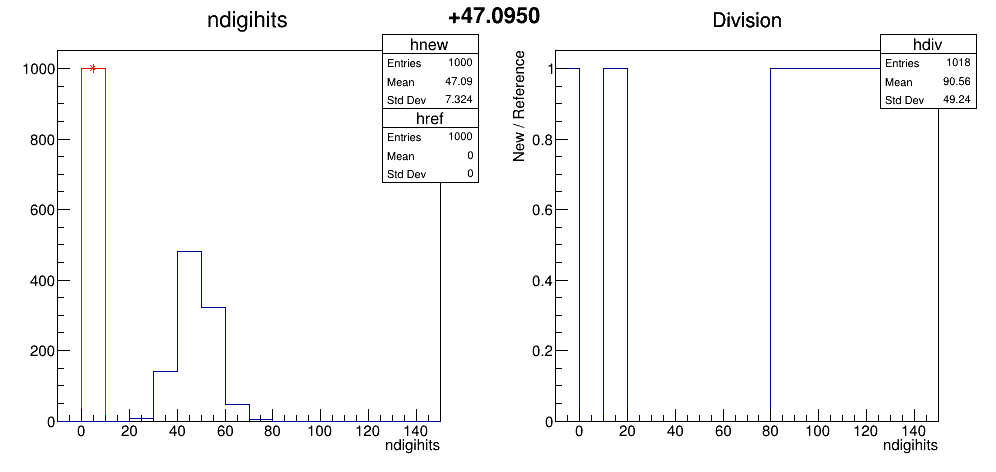 +47.0950
ndigihits
hnew
Entries 1000
Mean 47.09
Std Dev 7.324
href
Entries 1000
Mean 0
Std Dev 0
1000
800
600
400
200
0
0 20 40 60 80 100 120 140
ndigihits
Division
hdiv
Entries 1018
Mean 90.56
Std Dev 49.24
New / Reference
1
0.8
0.6
0.4
0.2
0
0 20 40 60 80 100 120 140
ndigihits